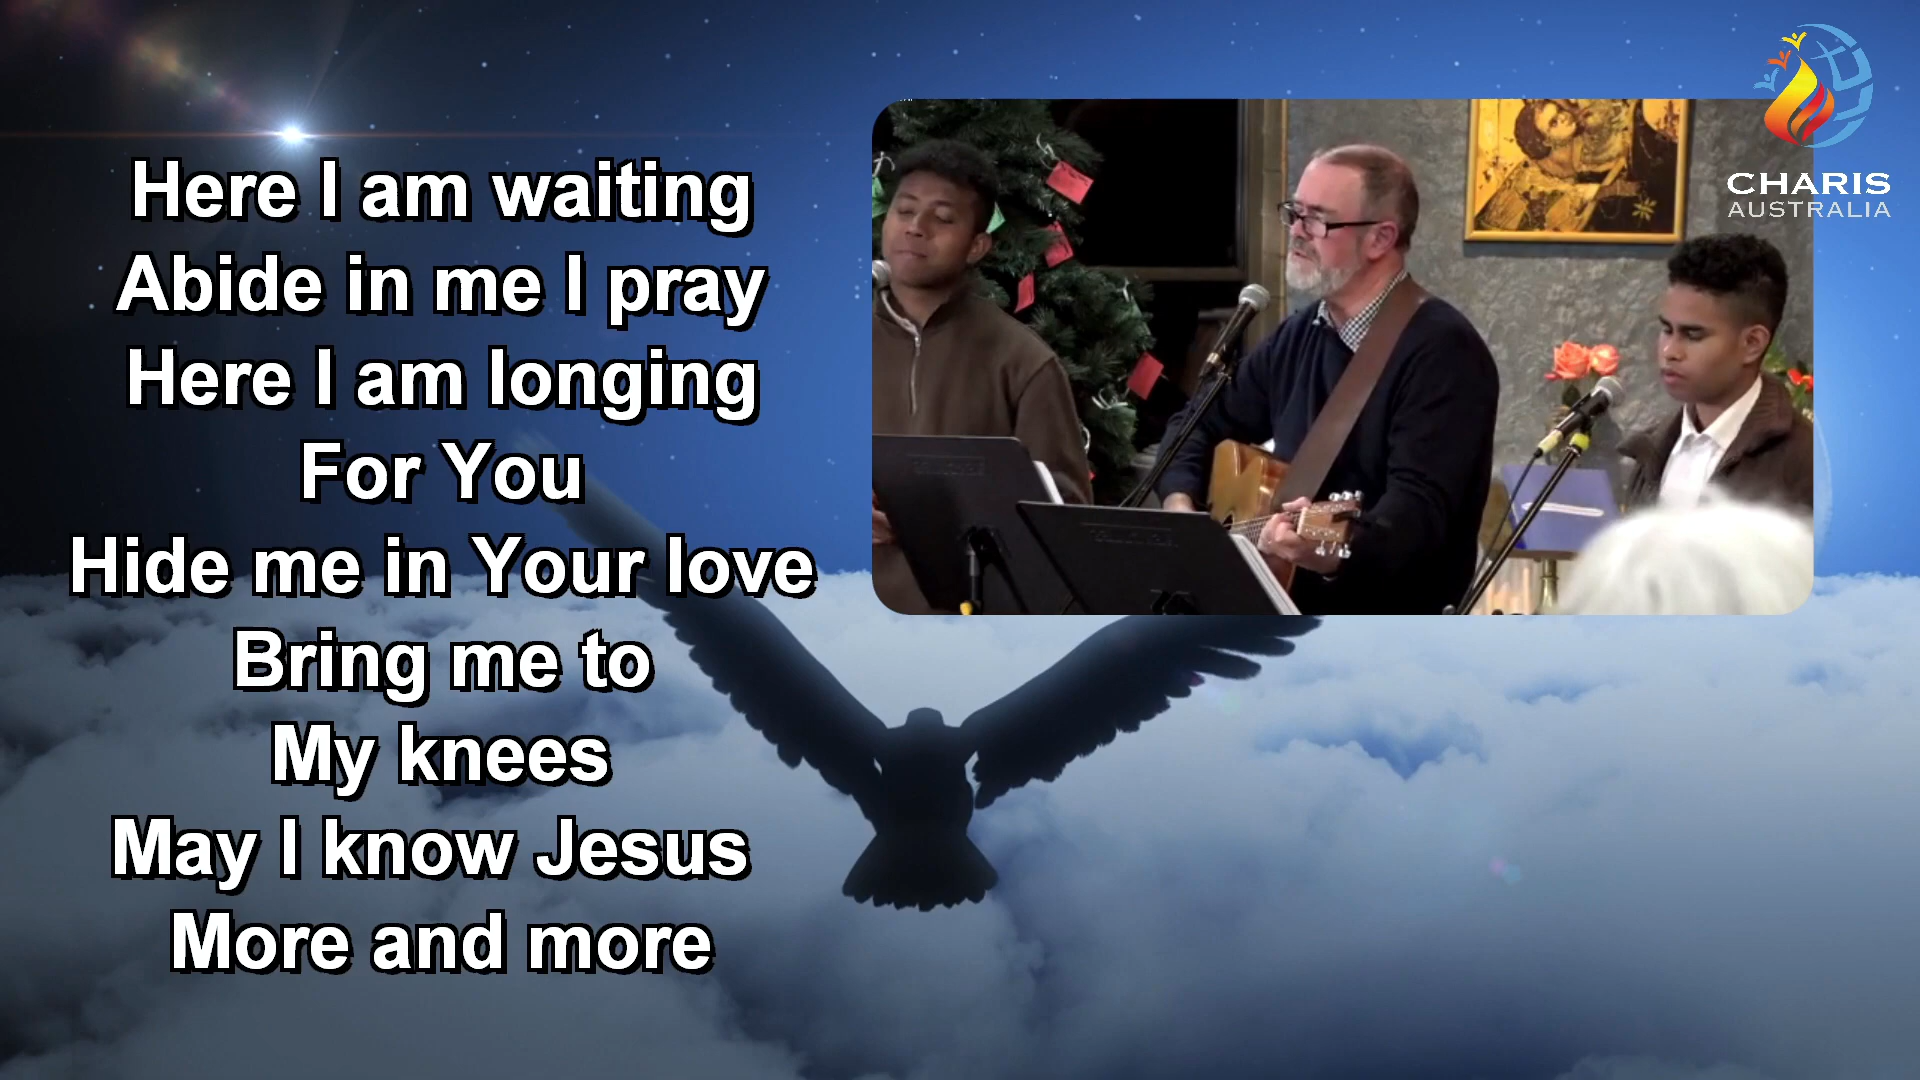 Here I am waiting
Abide in me I pray
Here I am longing
For You
Hide me in Your love
Bring me to
My knees
May I know Jesus
More and more
CHARIS
AUSTRALIA